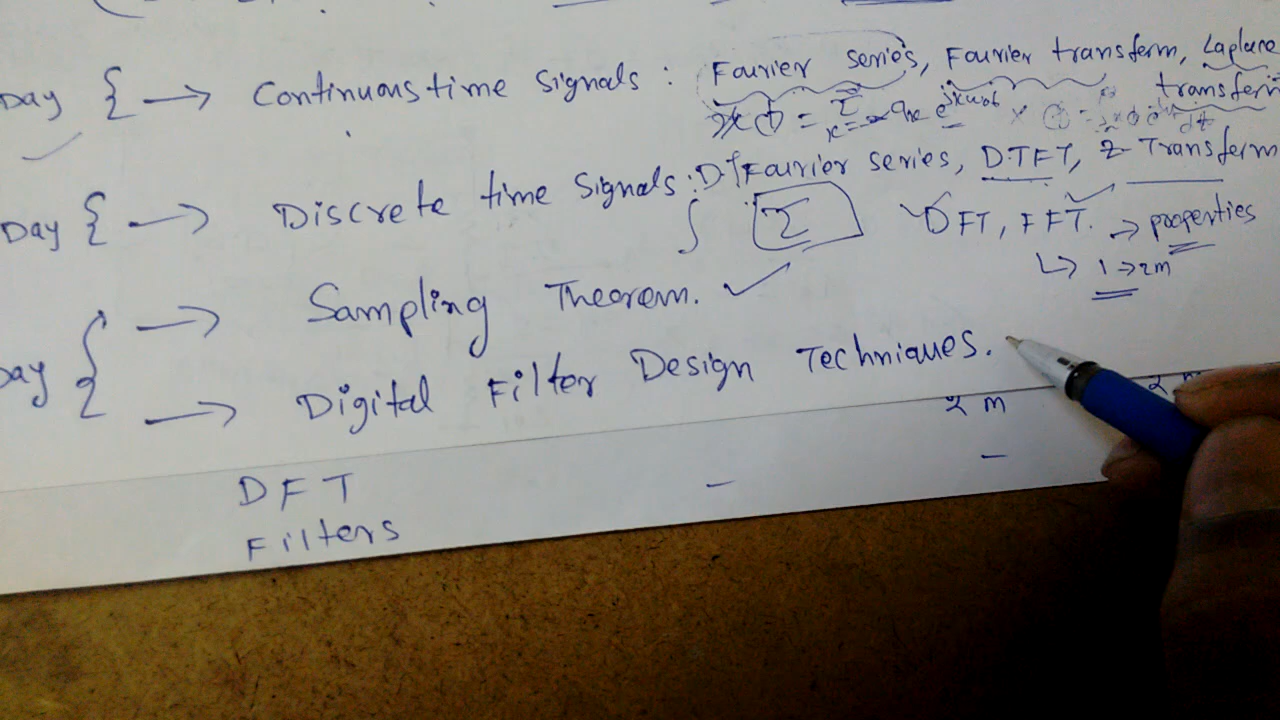 Day { → Continuous time Signals : Fourier series, Fourier transform, Laplace
transform
Discrete time Signals : DTFourier series, DTFT, Z-Transform
Day { →
∫ Σ DFT, FFT. → properties
↳ 1 → 2m
→ Sampling Theorem. ✓
Day {
→ Digital Filter Design Techniques.
2 m
DFT – –
Filters